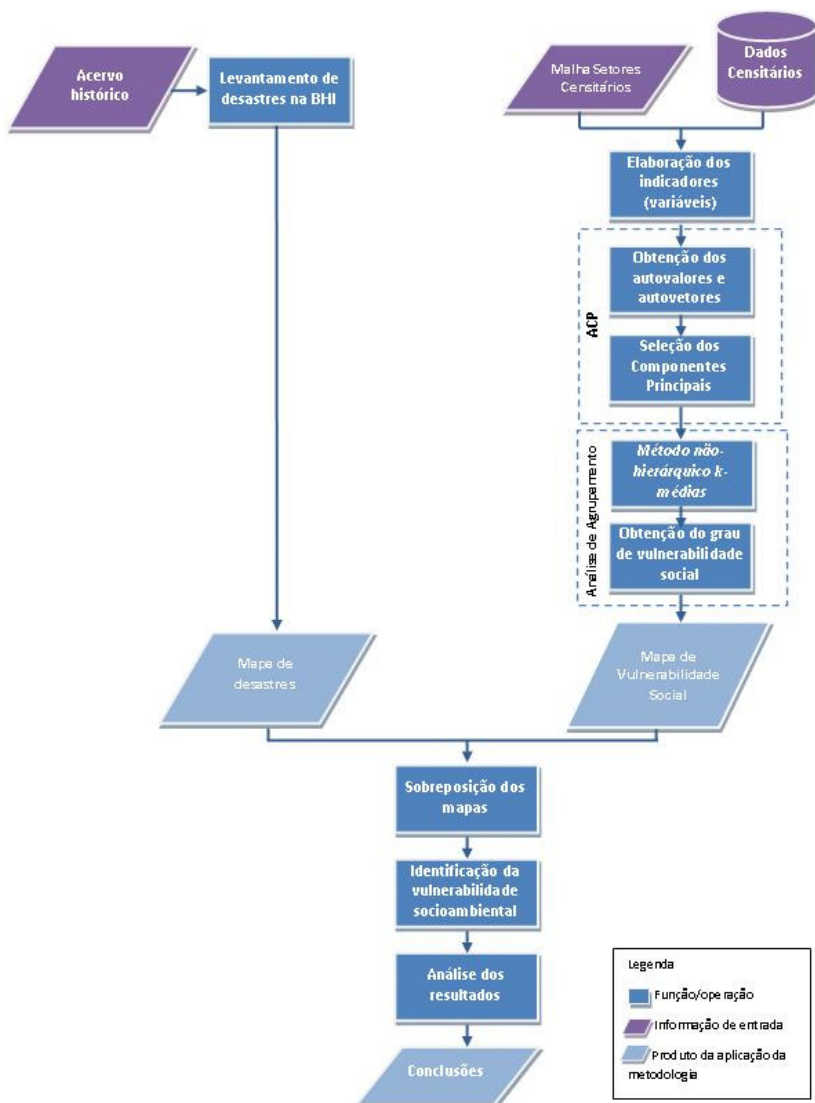 Acervo
histórico
Levantamento de
desastres na BHI
Malha Setores
Censitários
Dados
Censitários
Elaboração dos
indicadores
(variáveis)
ACP
Obtenção dos
autovalores e
autovetores
Seleção dos
Componentes
Principais
Análise de Agrupamento
Método não-
hierárquico k-
médias
Obtenção do grau
de vulnerabilidade
social
Mapa de
desastres
Mapa de
Vulnerabilidade
Social
Sobreposição dos
mapas
Identificação da
vulnerabilidade
socioambiental
Análise dos
resultados
Conclusões
Legenda
Função/operação
Informação de entrada
Produto da aplicação da
metodologia